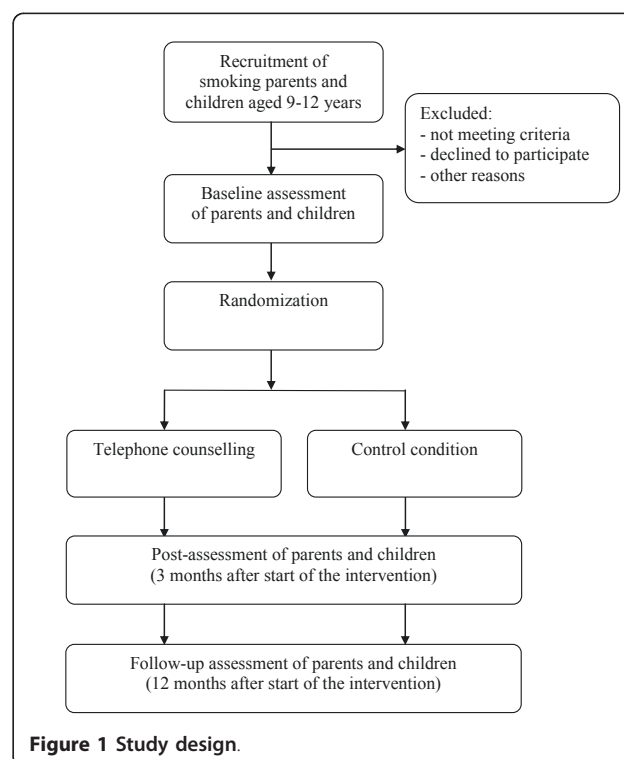 Recruitment of
smoking parents and
children aged 9-12 years
Excluded:
- not meeting criteria
- declined to participate
- other reasons
Baseline assessment
of parents and children
Randomization
Telephone counselling
Control condition
Post-assessment of parents and children
(3 months after start of the intervention)
Follow-up assessment of parents and children
(12 months after start of the intervention)
Figure 1 Study design.